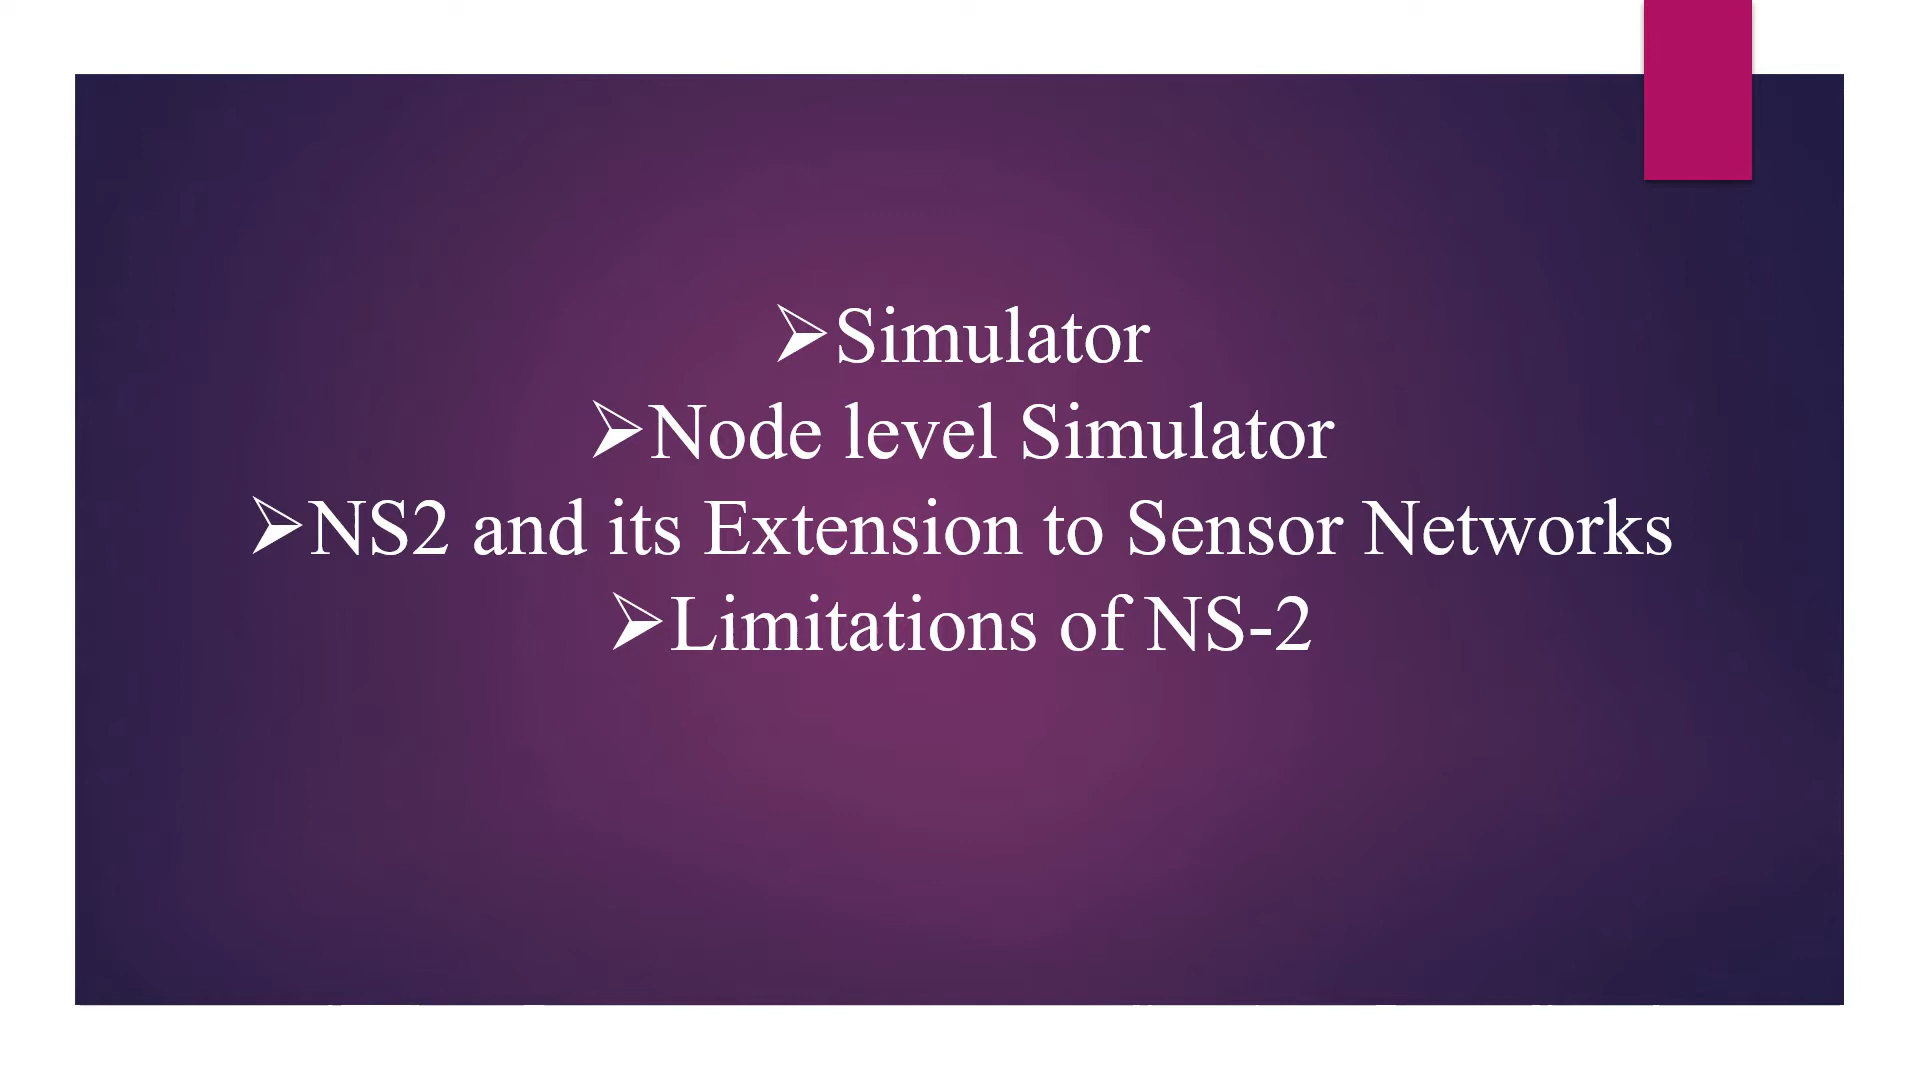 ➢Simulator
➢Node level Simulator
➢NS2 and its Extension to Sensor Networks
➢Limitations of NS-2